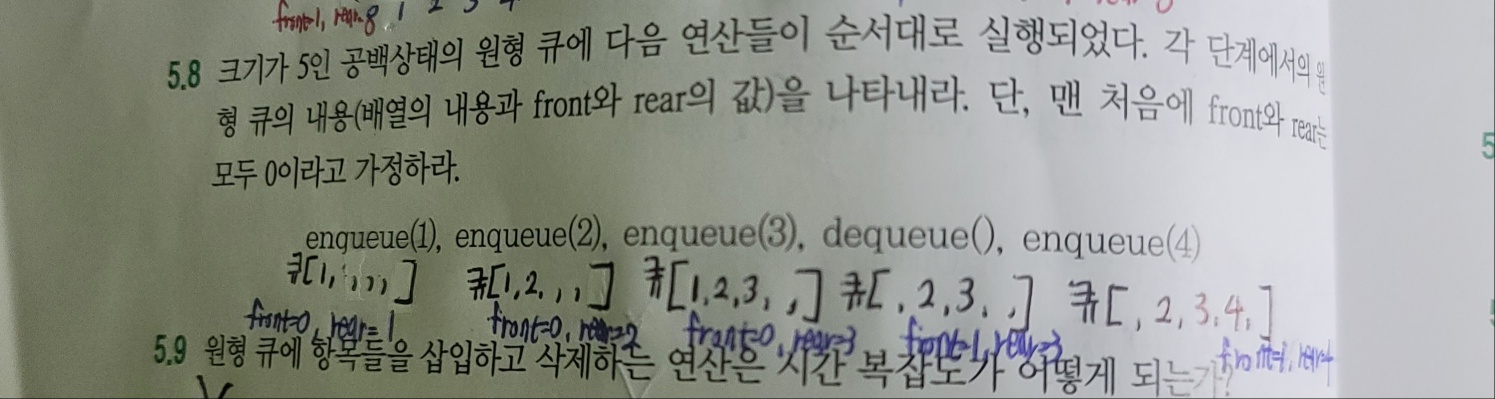 front=1, rear=8 1 2 3 4
5.8 크기가 5인 공백상태의 원형 큐에 다음 연산들이 순서대로 실행되었다. 각 단계에서의 원
형 큐의 내용(배열의 내용과 front와 rear의 값)을 나타내라. 단, 맨 처음에 front와 rear는
모두 0이라고 가정하라.
5
enqueue(1), enqueue(2), enqueue(3), dequeue(), enqueue(4)
큐[1, , , , ] 큐[1,2, , , ] 큐[1,2,3, , ] 큐[ ,2,3, , ] 큐[ ,2,3,4, ]
front=0, rear=1 front=0, rear=2 front=0, rear=3 front=1, rear=3 front=1, rear=4
5.9 원형 큐에 항목들을 삽입하고 삭제하는 연산은 시간 복잡도가 어떻게 되는가?